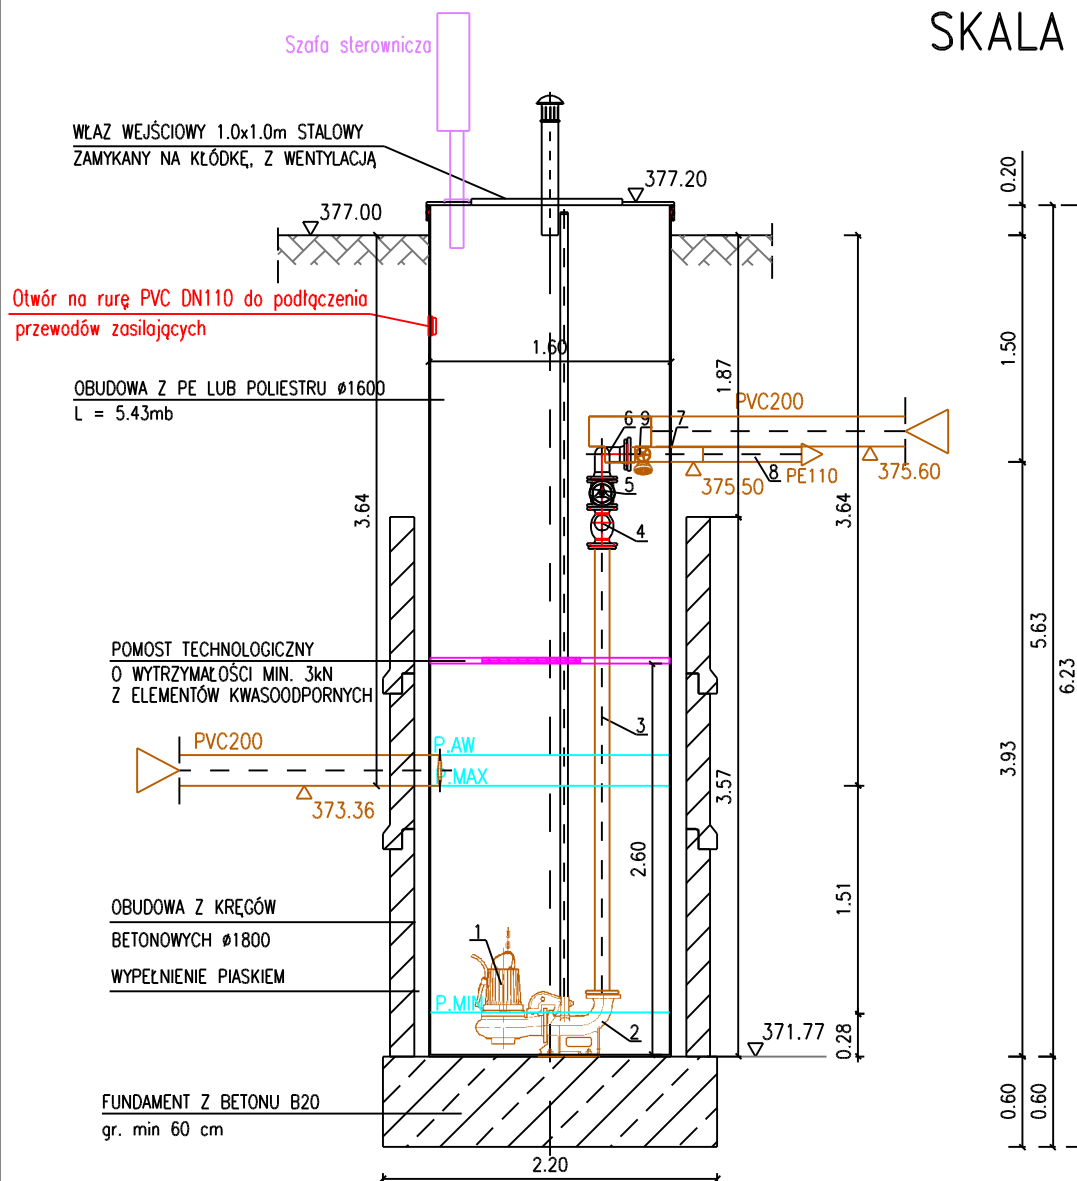 SKALA
Szafa sterownicza
WŁAZ WEJŚCIOWY 1.0x1.0m STALOWY
ZAMYKANY NA KŁÓDKĘ, Z WENTYLACJĄ
377.20
377.00
0.20
Otwór na rurę PVC DN110 do podłączenia
przewodów zasilających
1.60
1.50
1.87
OBUDOWA Z PE LUB POLIESTRU ø1600
L = 5.43mb
PVC200
6
9
7
8
PE110
375.60
375.50
5
4
3.64
3.64
5.63
6.23
POMOST TECHNOLOGICZNY
O WYTRZYMAŁOŚCI MIN. 3kN
Z ELEMENTÓW KWASOODPORNYCH
3
PVC200
P.AW
P.MAX
3.93
3.57
373.36
2.60
1.51
OBUDOWA Z KRĘGÓW
BETONOWYCH ø1800
WYPEŁNIENIE PIASKIEM
1
P.MIN
2
371.77
0.28
FUNDAMENT Z BETONU B20
gr. min 60 cm
0.60
0.60
2.20